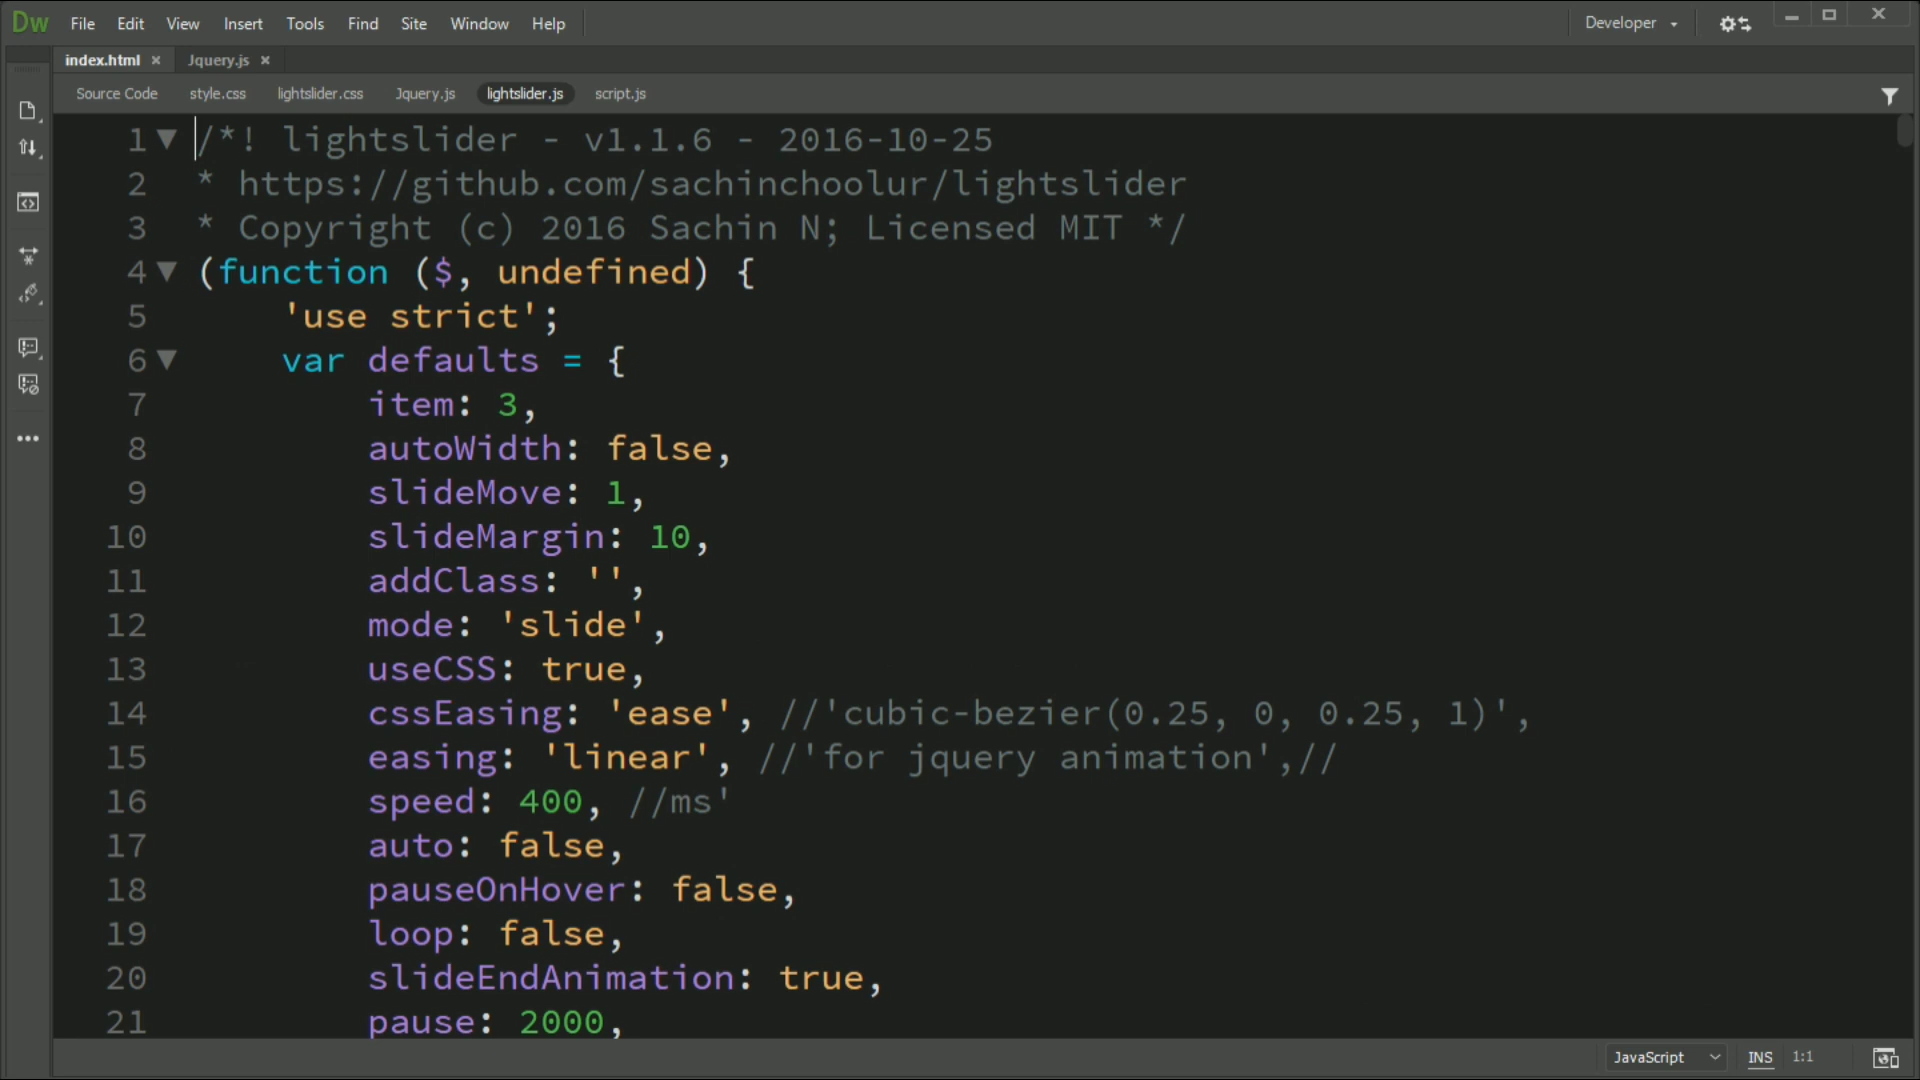 Dw File Edit View Insert Tools Find Site Window Help Developer
index.html × Jquery.js ×
Source Code style.css lightslider.css Jquery.js lightslider.js script.js
1 /*! lightslider - v1.1.6 - 2016-10-25
2 * https://github.com/sachinchoolur/lightslider
3 * Copyright (c) 2016 Sachin N; Licensed MIT */
4 (function ($, undefined) {
5 'use strict';
6 var defaults = {
7 item: 3,
8 autoWidth: false,
9 slideMove: 1,
10 slideMargin: 10,
11 addClass: '',
12 mode: 'slide',
13 useCSS: true,
14 cssEasing: 'ease', //'cubic-bezier(0.25, 0, 0.25, 1)',
15 easing: 'linear', //'for jquery animation',//
16 speed: 400, //ms'
17 auto: false,
18 pauseOnHover: false,
19 loop: false,
20 slideEndAnimation: true,
21 pause: 2000,
JavaScript INS 1:1